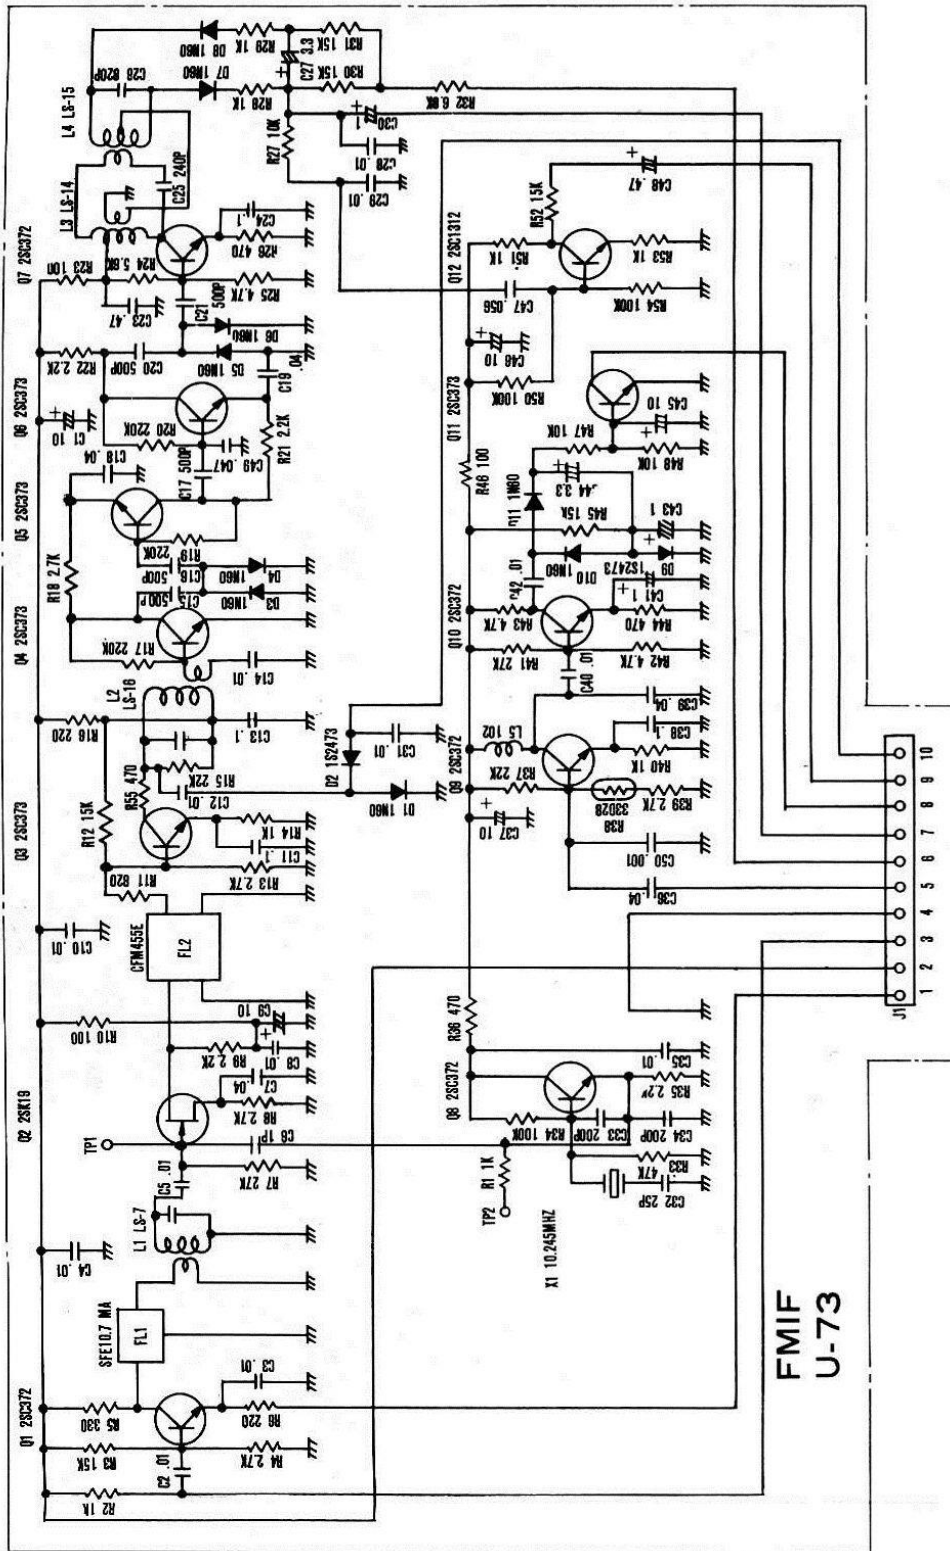 Q1 2SC372
SFE10.7 MA
FL1
TP1
Q2 2SK19
CFM455E
FL2
Q3 2SC373
L2
LS-16
Q4 2SC373
Q5 2SC373
Q6 2SC373
Q7 2SC372
L3 LS-14
L4 LS-15
R2 1K
R3 15K
R5 330
C2 .01
R4 2.7K
R6 220
C3 .01
C4 .01
L1 LS-7
C5 .01
R7 27K
C6 1P
R8 2.7K
C7 .04
C8 .01
R9 2.2K
C9 10
R10 100
C10 .01
R11 820
R12 15K
R13 2.7K
C11 .1
R14 1K
R55 470
R15 22K
C12 .01
R16 220
C13 .1
C14 .01
R17 220K
R18 2.7K
C15 500P
C16 500P
D3 1N60
D4 1N60
R19 220K
C18 .04
C17 500P
C49 .047
R20 220K
R21 2.2K
C1 10
+
R22 2.2K
C20 500P
C19 .04
D5 1N60
D6 1N60
C21 500P
C23 .47
R23 100
R24 5.6K
R25 4.7K
R26 470
C24 .1
C25 240P
C26 820P
D7 1N60
D8 1N60
R28 1K
R29 1K
C27 3.3
+
R30 15K
R31 15K
R27 10K
C29 .01
C28 .01
C30 1
+
R32 6.8K
D2 1S2473
D1 1N60
C31 .01
TP2
R1 1K
X1 10.245MHZ
Q8 2SC372
R34 100K
C33 200P
C34 200P
R33 47K
C32 25P
R35 2.2K
C35 .01
R36 470
C36 .04
C50 .001
C37 10
+
Q9 2SC372
R37 22K
L5 102
R38
33D28
R39 2.7K
R40 1K
C38 .1
C39 .04
C40 .01
Q10 2SC372
R41 27K
R42 4.7K
R43 4.7K
R44 470
C41 1
+
C42 .01
D10 1N60
D9 1S2473
D11 1N60
R45 15K
C43 1
+
C44 3.3
+
R46 100
Q11 2SC373
R47 10K
R48 10K
C45 10
+
R50 100K
C46 10
+
C47 .056
Q12 2SC1312
R51 1K
R52 15K
R53 1K
R54 100K
C48 .47
+
FMIF
U-73
J1
1 2 3 4 5 6 7 8 9 10